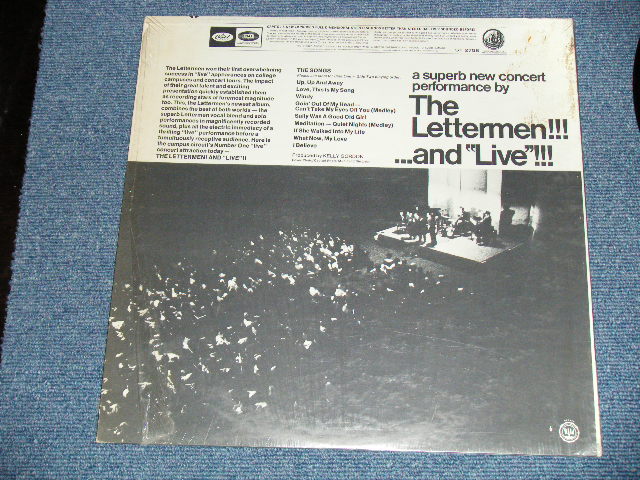 a superb new concert
performance by
The
Lettermen!!!
...and "Live"!!!
The Lettermen won their first overwhelming
success in "live" appearances on college
campuses and concert tours. The impact
of their great talent and exciting
presentation quickly established them
as recording stars of foremost magnitude
too. This, the Lettermen's newest album,
combines the best of both worlds — the
superb Lettermen vocal blend and solo
performances in magnificently recorded
sound, plus all the electric immediacy of a
thrilling "live" performance before a
tumultuously receptive audience. Here is
the campus circuit's Number One "live"
concert attraction today —
THE LETTERMEN! AND "LIVE"!!
THE SONGS
Up, Up And Away
Love, This Is My Song
Windy
Goin' Out Of My Head —
Can't Take My Eyes Off You (Medley)
Sally Was A Good Old Girl
Meditation — Quiet Nights (Medley)
If She Walked Into My Life
What Now, My Love
I Believe
Produced by KELLY GORDON